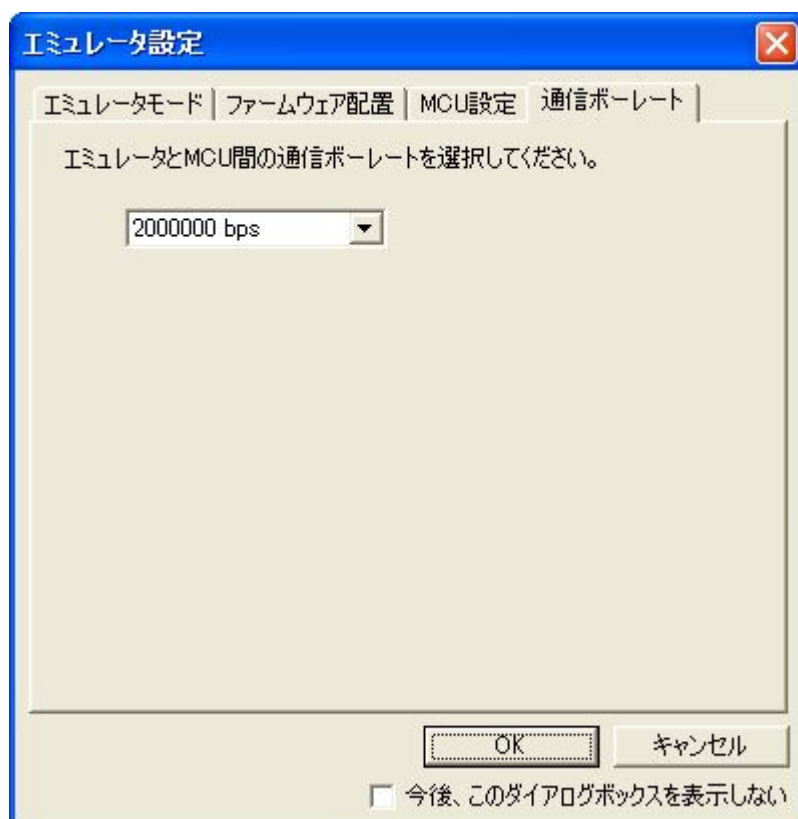 エミュレータ設定
エミュレータモード ファームウェア配置 MCU設定 通信ボーレート
エミュレータとMCU間の通信ボーレートを選択してください。
2000000 bps
OK キャンセル
今後、このダイアログボックスを表示しない